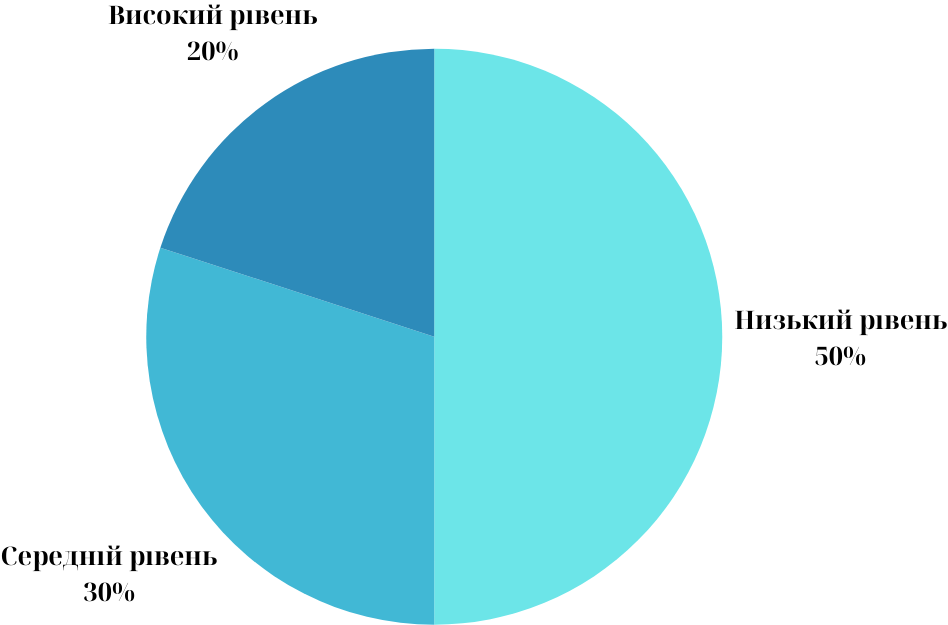 Високий рівень
20%
Низький рівень
50%
Середній рівень
30%